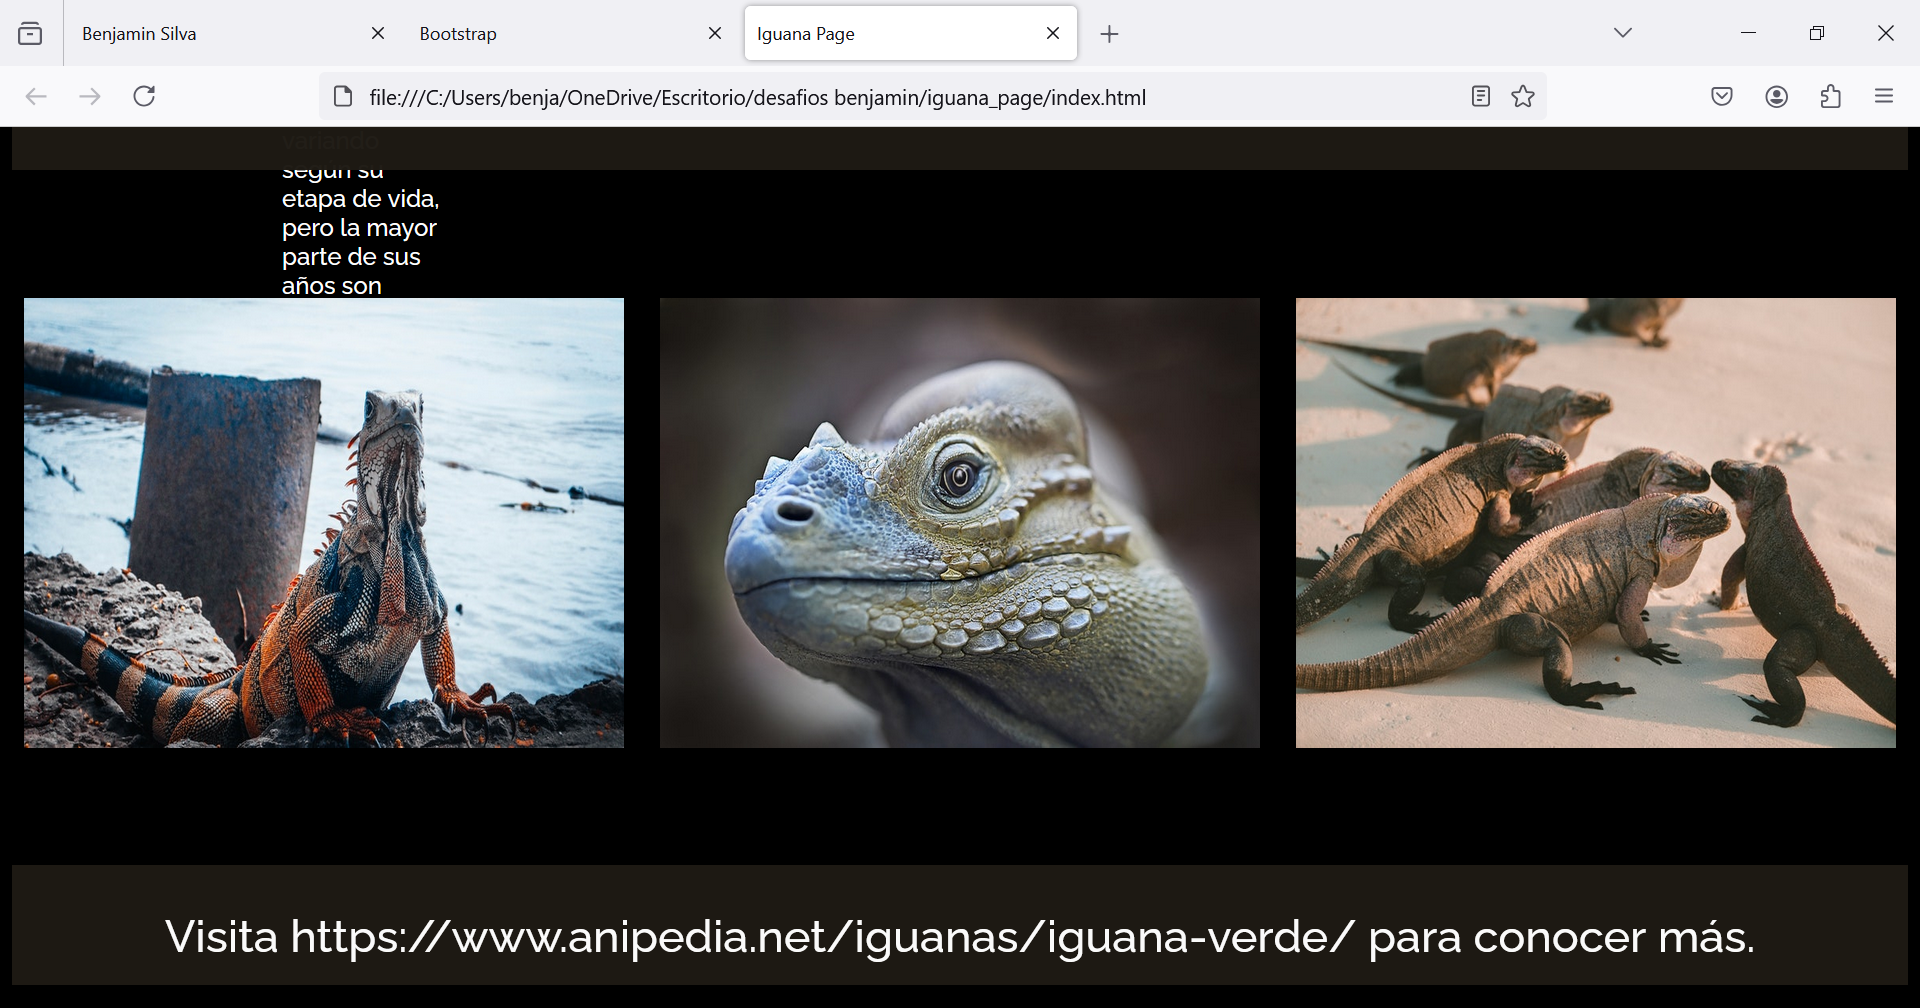 Benjamin Silva
Bootstrap
Iguana Page
file:///C:/Users/benja/OneDrive/Escritorio/desafios benjamin/iguana_page/index.html
variando
según su
etapa de vida,
pero la mayor
parte de sus
años son
Visita https://www.anipedia.net/iguanas/iguana-verde/ para conocer más.